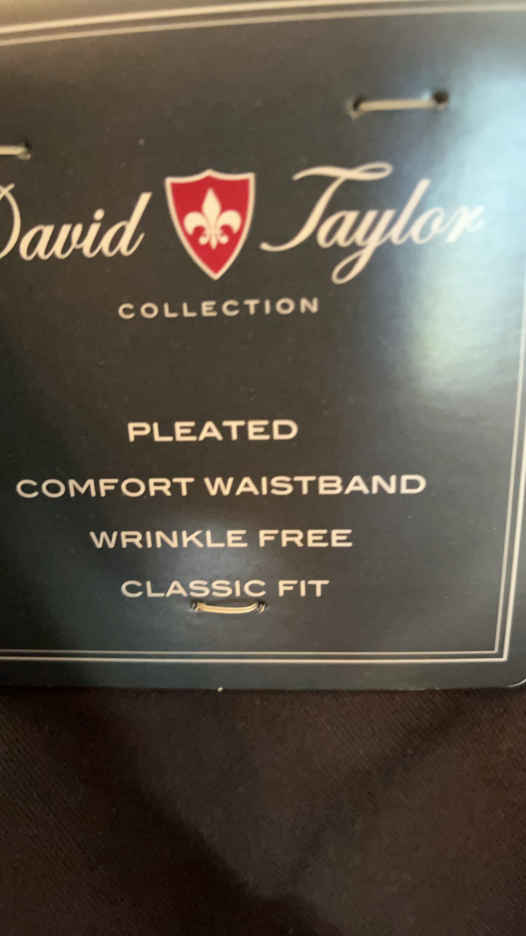 David Taylor
COLLECTION
PLEATED
COMFORT WAISTBAND
WRINKLE FREE
CLASSIC FIT